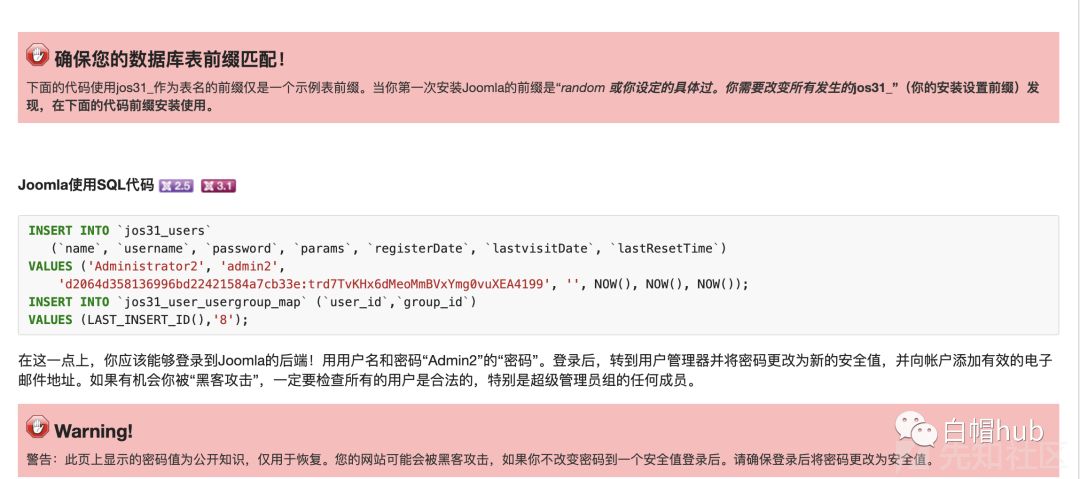 确保您的数据库表前缀匹配！
下面的代码使用jos31_作为表名的前缀仅是一个示例表前缀。当你第一次安装Joomla的前缀是“random 或你设定的具体过。你需要改变所有发生的jos31_”（你的安装设置前缀）发
现，在下面的代码前缀安装使用。
Joomla使用SQL代码 2.5 3.1
INSERT INTO `jos31_users`
(`name`, `username`, `password`, `params`, `registerDate`, `lastvisitDate`, `lastResetTime`)
VALUES ('Administrator2', 'admin2',
'd2064d358136996bd22421584a7cb33e:trd7TvKHx6dMeoMmBVxYmg0vuXEA4199', '', NOW(), NOW(), NOW());
INSERT INTO `jos31_user_usergroup_map` (`user_id`,`group_id`)
VALUES (LAST_INSERT_ID(),'8');
在这一点上，你应该能够登录到Joomla的后端！用用户名和密码“Admin2”的“密码”。登录后，转到用户管理器并将密码更改为新的安全值，并向帐户添加有效的电子
邮件地址。如果有机会你被“黑客攻击”，一定要检查所有的用户是合法的，特别是超级管理员组的任何成员。
Warning!
警告：此页上显示的密码值为公开知识，仅用于恢复。您的网站可能会被黑客攻击，如果你不改变密码到一个安全值登录后。请确保登录后将密码更改为安全值。
白帽hub
先知社区